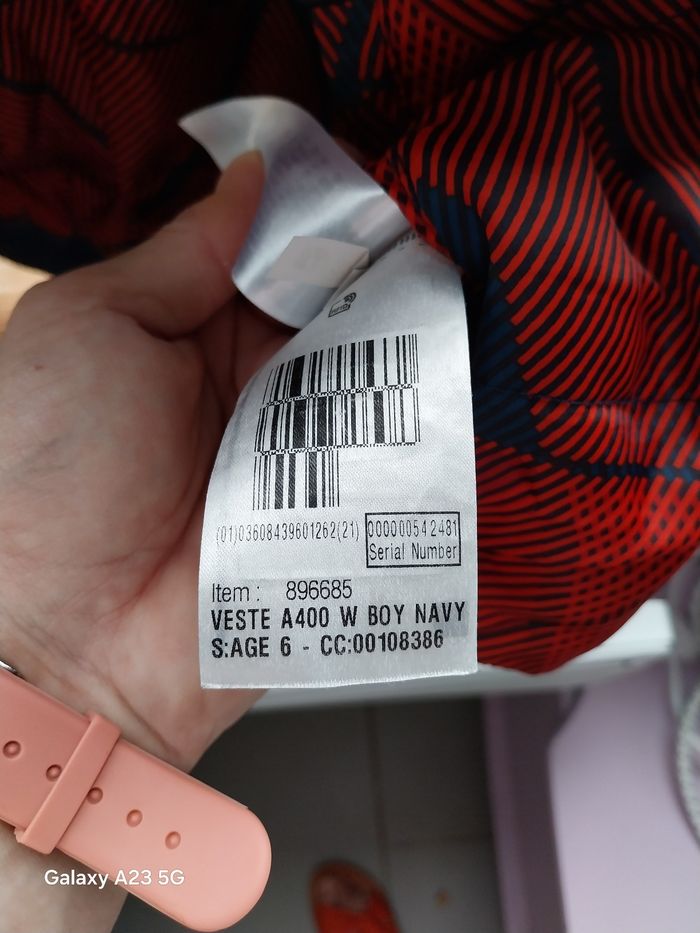 (01)03608439601262(21) 000000542481
Serial Number
Item : 896685
VESTE A400 W BOY NAVY
S:AGE 6 - CC:00108386
Galaxy A23 5G